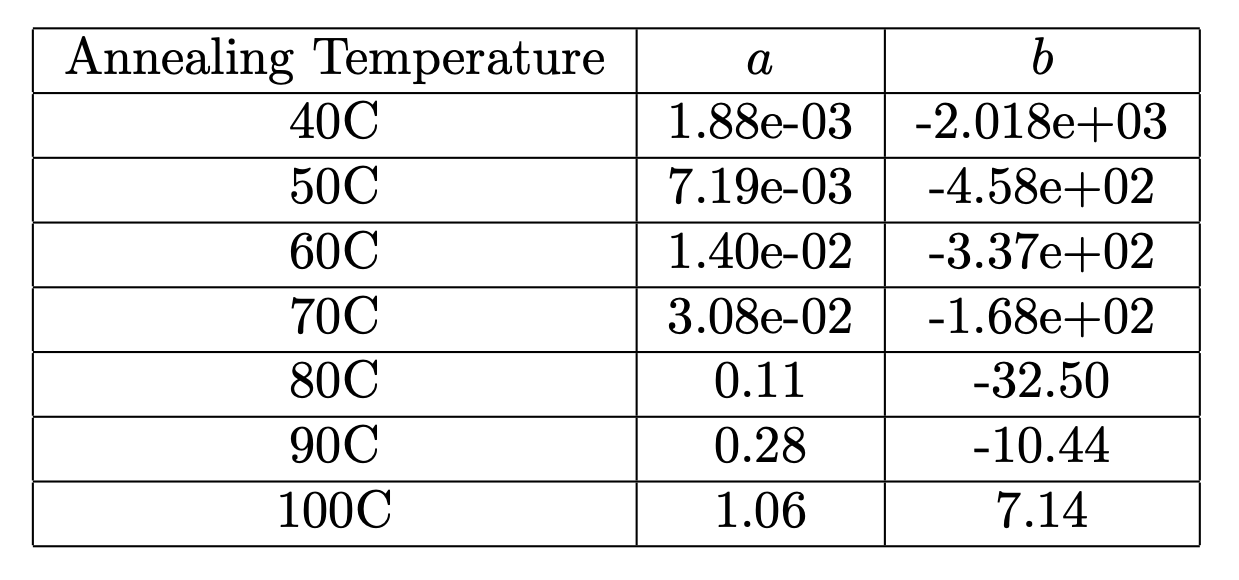 Annealing Temperature a b
40C 1.88e-03 -2.018e+03
50C 7.19e-03 -4.58e+02
60C 1.40e-02 -3.37e+02
70C 3.08e-02 -1.68e+02
80C 0.11 -32.50
90C 0.28 -10.44
100C 1.06 7.14